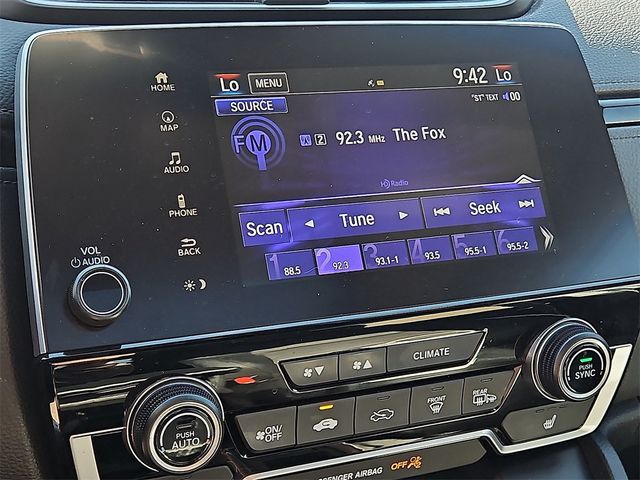 HOME
MAP
AUDIO
PHONE
BACK
VOL
AUDIO
Lo MENU 9:42 Lo
SOURCE "ST" TEXT 00
FM 2 92.3 MHz The Fox
HD Radio
Scan Tune Seek
1 88.5 2 92.3 3 93.1-1 4 93.5 5 95.5-1 6 95.5-2
CLIMATE
PUSH SYNC
PUSH AUTO
ON/OFF
FRONT
REAR
PASSENGER AIRBAG OFF